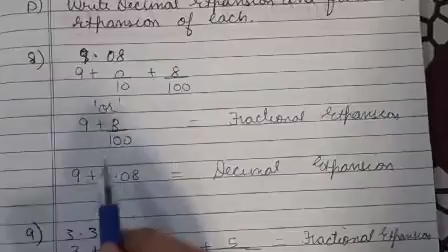 D) Write Decimal Expansion and
expansion of each.
8) 9.08
9 + 0/10 + 8/100
'or'
9 + 8/100 = Fractional Expansion
9 + .08 = Decimal Expansion
9) 3.3
+ 5 = Fractional Expansion